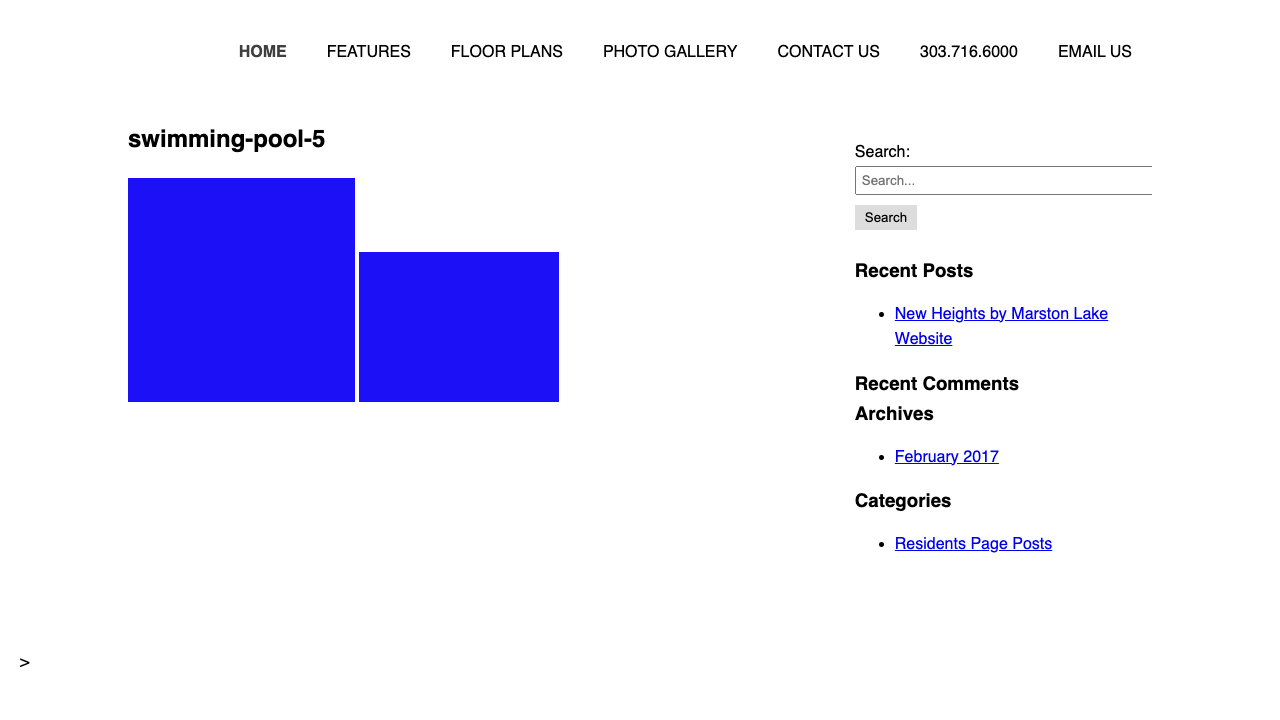 HOME FEATURES FLOOR PLANS PHOTO GALLERY CONTACT US 303.716.6000 EMAIL US
swimming-pool-5
Search:
Search...
Search
Recent Posts
New Heights by Marston Lake
Website
Recent Comments
Archives
February 2017
Categories
Residents Page Posts
>